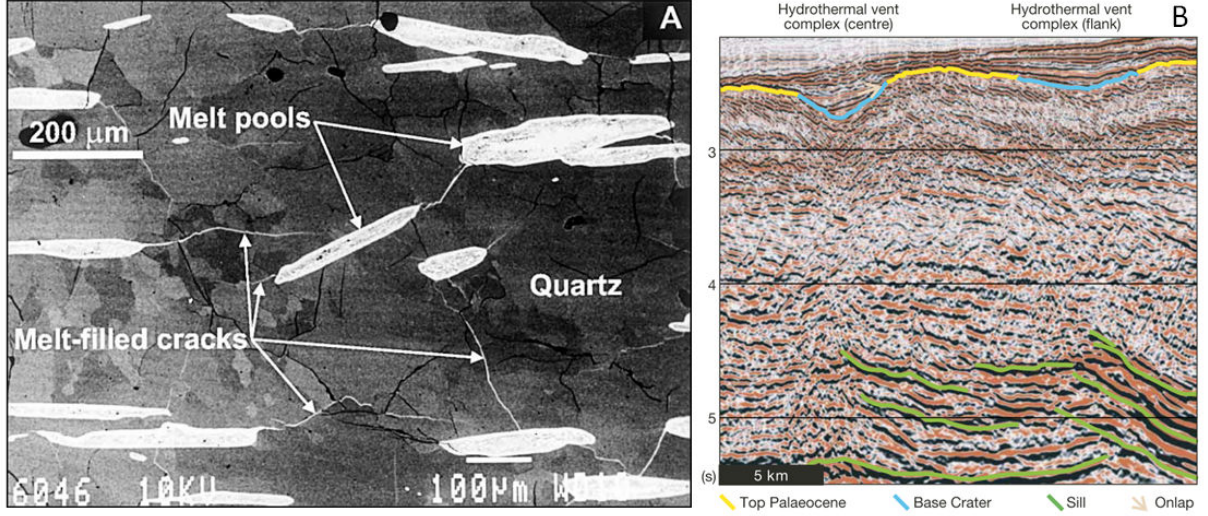 A
200 µm
Melt pools
Quartz
Melt-filled cracks
6046 10KV 100µm
Hydrothermal vent
complex (centre)
Hydrothermal vent
complex (flank)
B
3
4
5
(s)
5 km
Top Palaeocene
Base Crater
Sill
Onlap